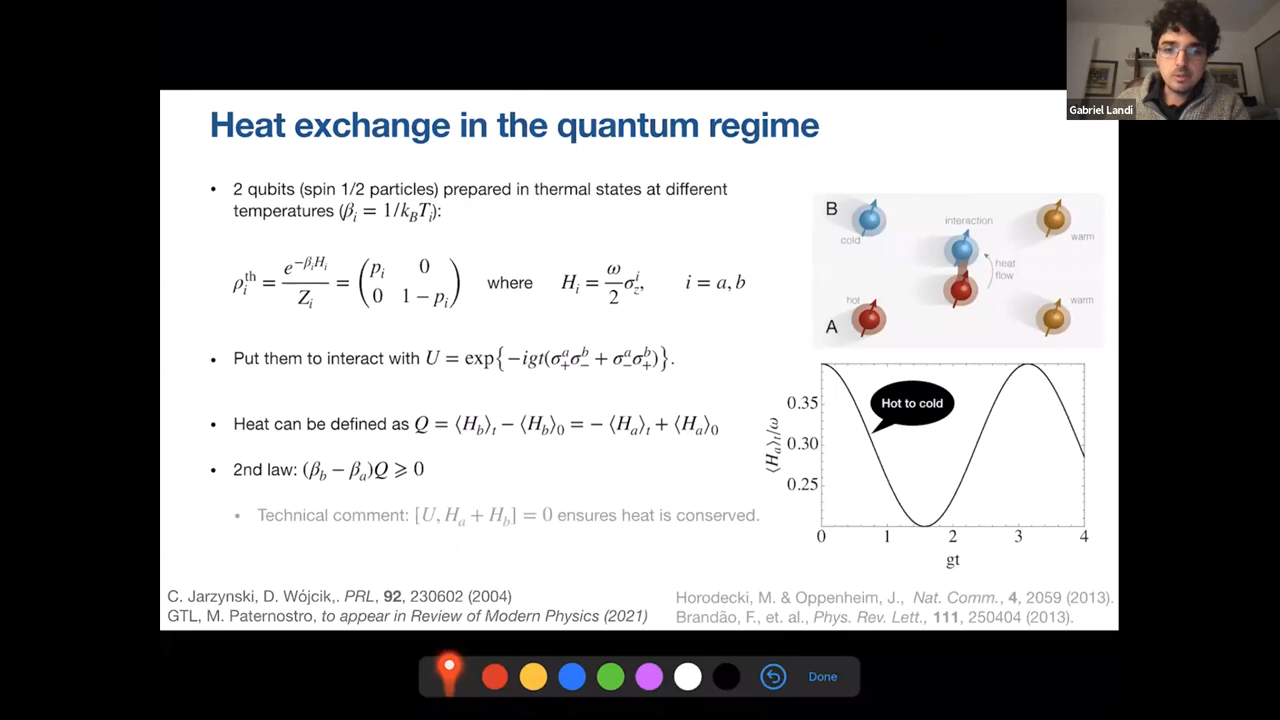 Gabriel Landi
Heat exchange in the quantum regime
• 2 qubits (spin 1/2 particles) prepared in thermal states at different
temperatures (β_i = 1/k_BT_i):
ρ_i^th = e^{−β_iH_i}/Z_i = (p_i 0; 0 1 − p_i) where H_i = ω/2 σ_z^i, i = a, b
• Put them to interact with U = exp{−igt(σ_+^aσ_−^b + σ_−^aσ_+^b)}.
• Heat can be defined as Q = ⟨H_b⟩_t − ⟨H_b⟩_0 = − ⟨H_a⟩_t + ⟨H_a⟩_0
• 2nd law: (β_b − β_a)Q ⩾ 0
• Technical comment: [U, H_a + H_b] = 0 ensures heat is conserved.
B
cold
interaction
warm
heat
flow
hot
A
warm
Hot to cold
0.35
0.30
0.25
⟨H_a⟩_t/ω
0 1 2 3 4
gt
C. Jarzynski, D. Wójcik,. PRL, 92, 230602 (2004)
GTL, M. Paternostro, to appear in Review of Modern Physics (2021)
Horodecki, M. & Oppenheim, J., Nat. Comm., 4, 2059 (2013).
Brandão, F., et. al., Phys. Rev. Lett., 111, 250404 (2013).
Done